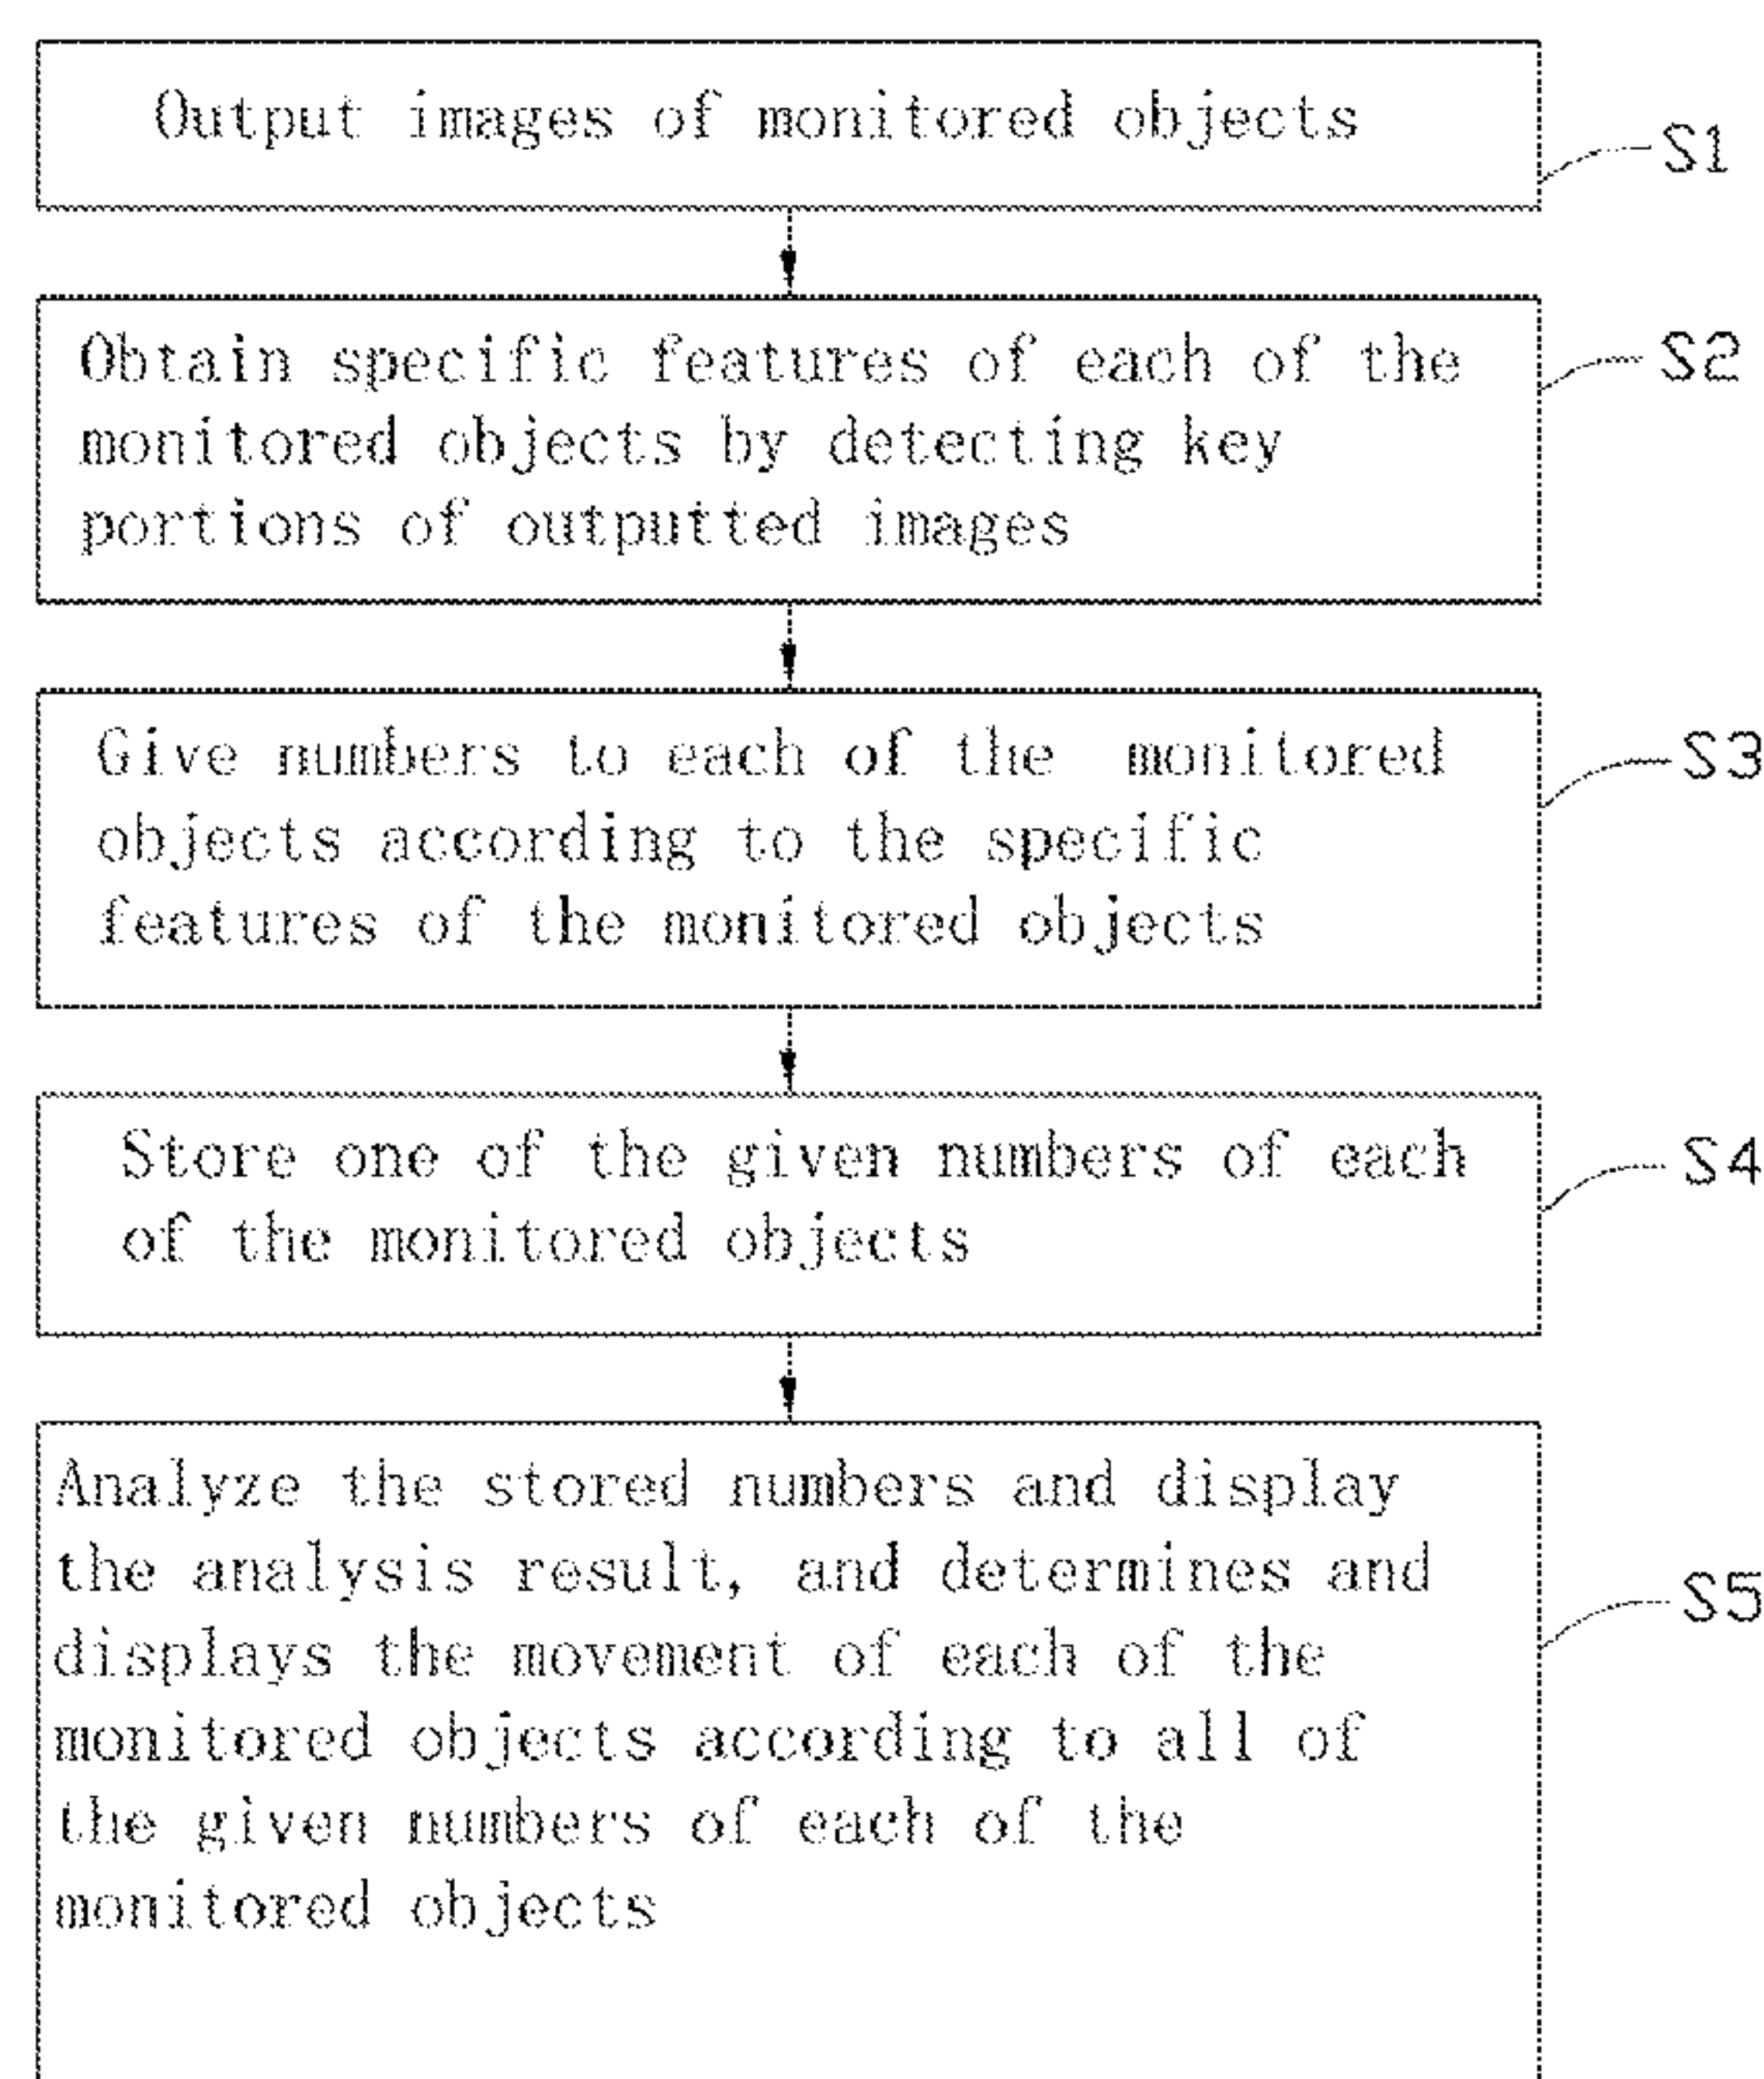 Output images of monitored objects
S1
Obtain specific features of each of the
monitored objects by detecting key
portions of outputted images
S2
Give numbers to each of the monitored
objects according to the specific
features of the monitored objects
S3
Store one of the given numbers of each
of the monitored objects
S4
Analyze the stored numbers and display
the analysis result, and determines and
displays the movement of each of the
monitored objects according to all of
the given numbers of each of the
monitored objects
S5